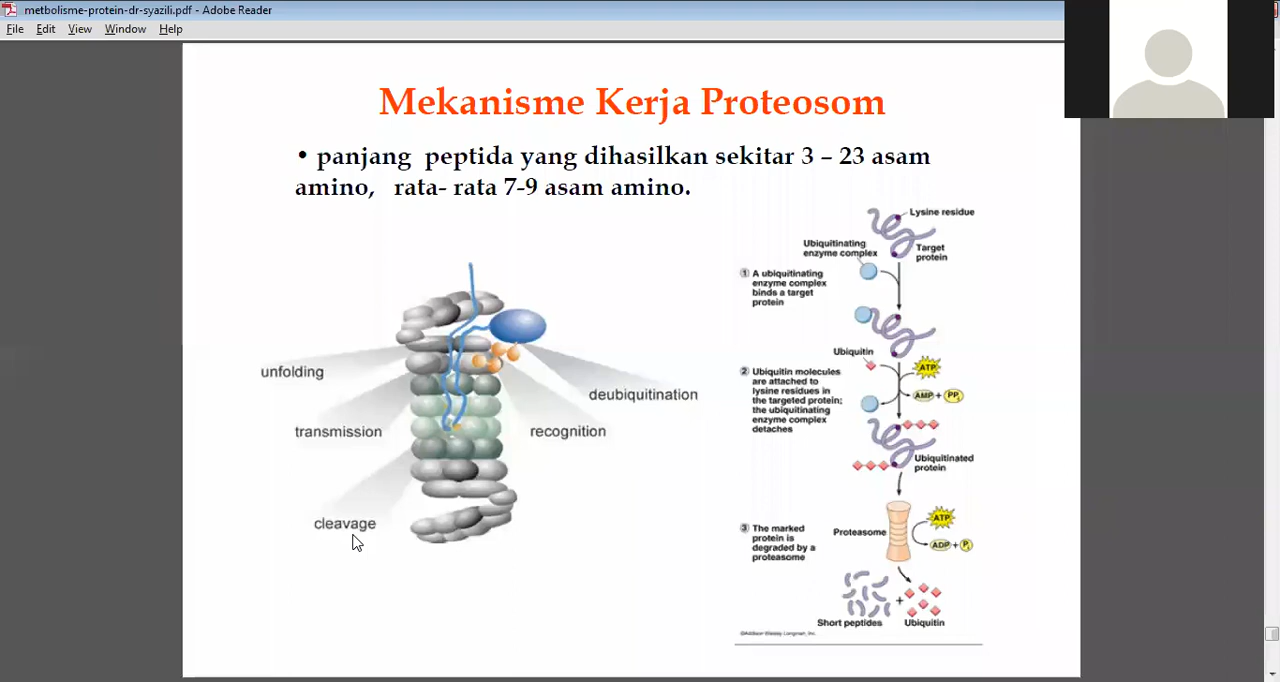 metbolisme-protein-dr-syazili.pdf - Adobe Reader
File Edit View Window Help
Mekanisme Kerja Proteosom
• panjang peptida yang dihasilkan sekitar 3 – 23 asam
amino, rata- rata 7-9 asam amino.
unfolding
transmission
cleavage
deubiquitination
recognition
Lysine residue
Ubiquitinating
enzyme complex
Target
protein
1 A ubiquitinating
enzyme complex
binds a target
protein
Ubiquitin
ATP
AMP + PPi
2 Ubiquitin molecules
are attached to
lysine residues in
the targeted protein;
the ubiquitinating
enzyme complex
detaches
Ubiquitinated
protein
3 The marked
protein is
degraded by a
proteasome
Proteasome
ATP
ADP + Pi
+
Short peptides
Ubiquitin
©Addison Wesley Longman, Inc.